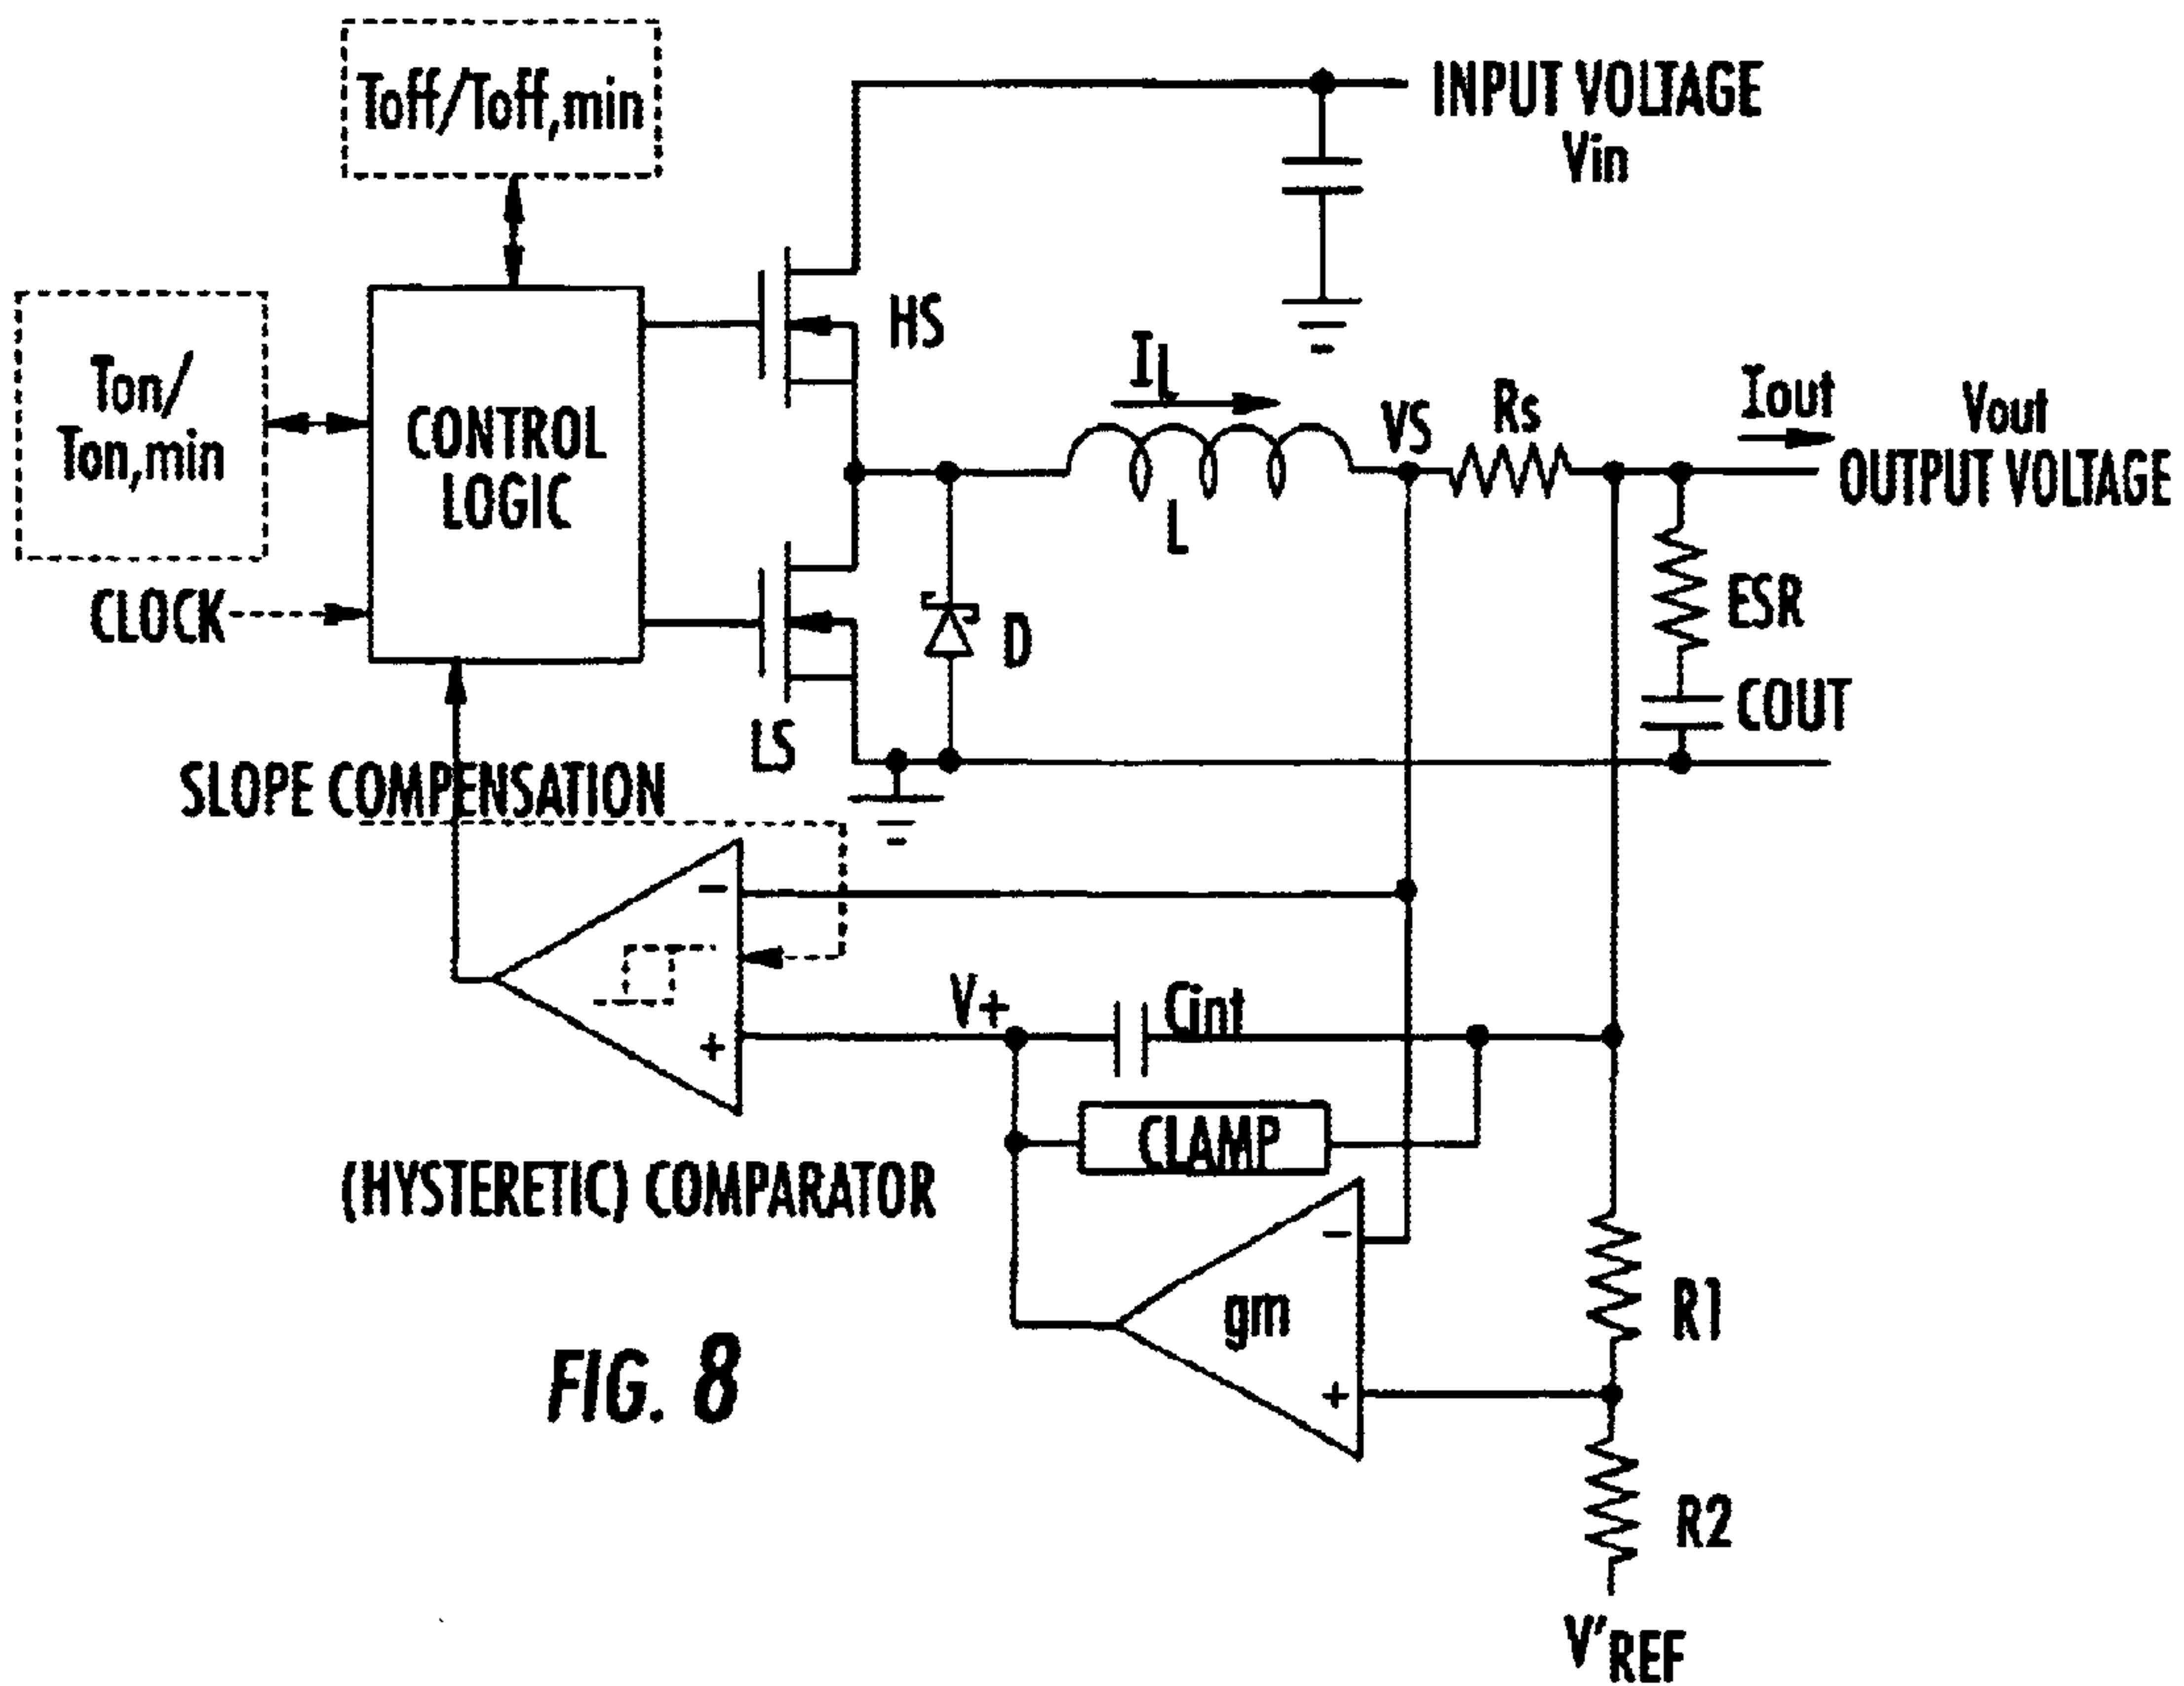 Toff/Toff,min
INPUT VOLTAGE
Vin
Ton/
Ton,min
CONTROL
LOGIC
CLOCK
HS
LS
IL
L
D
VS
Rs
Iout
Vout
OUTPUT VOLTAGE
ESR
COUT
SLOPE COMPENSATION
-
+
V+
Cint
CLAMP
(HYSTERETIC) COMPARATOR
-
gm
+
R1
R2
V'REF
FIG. 8